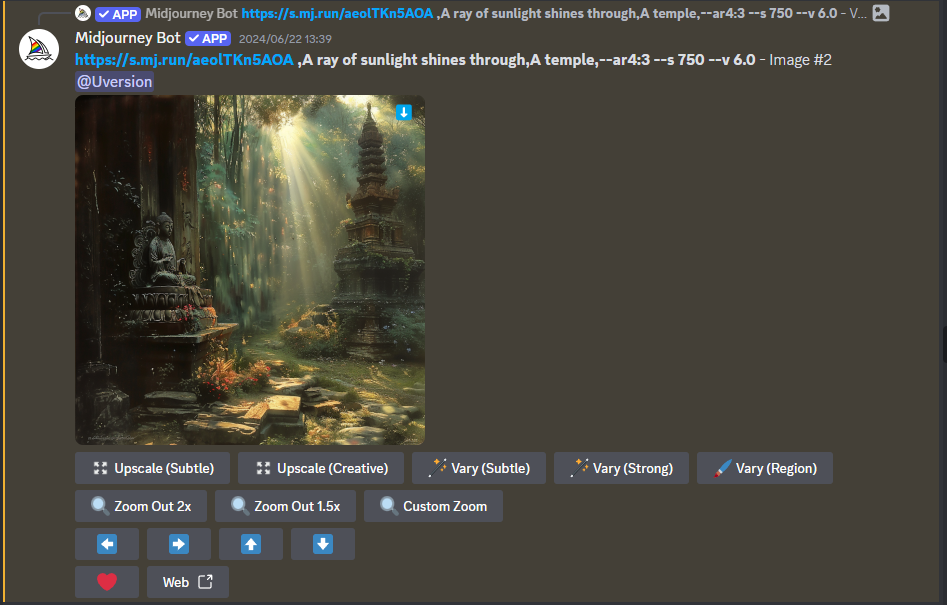 ✓ APP Midjourney Bot https://s.mj.run/aeolTKn5AOA ,A ray of sunlight shines through,A temple,--ar4:3 --s 750 --v 6.0 - V...
Midjourney Bot ✓ APP 2024/06/22 13:39
https://s.mj.run/aeolTKn5AOA ,A ray of sunlight shines through,A temple,--ar4:3 --s 750 --v 6.0 - Image #2
@Uversion
Upscale (Subtle) Upscale (Creative) Vary (Subtle) Vary (Strong) Vary (Region)
Zoom Out 2x Zoom Out 1.5x Custom Zoom
Web